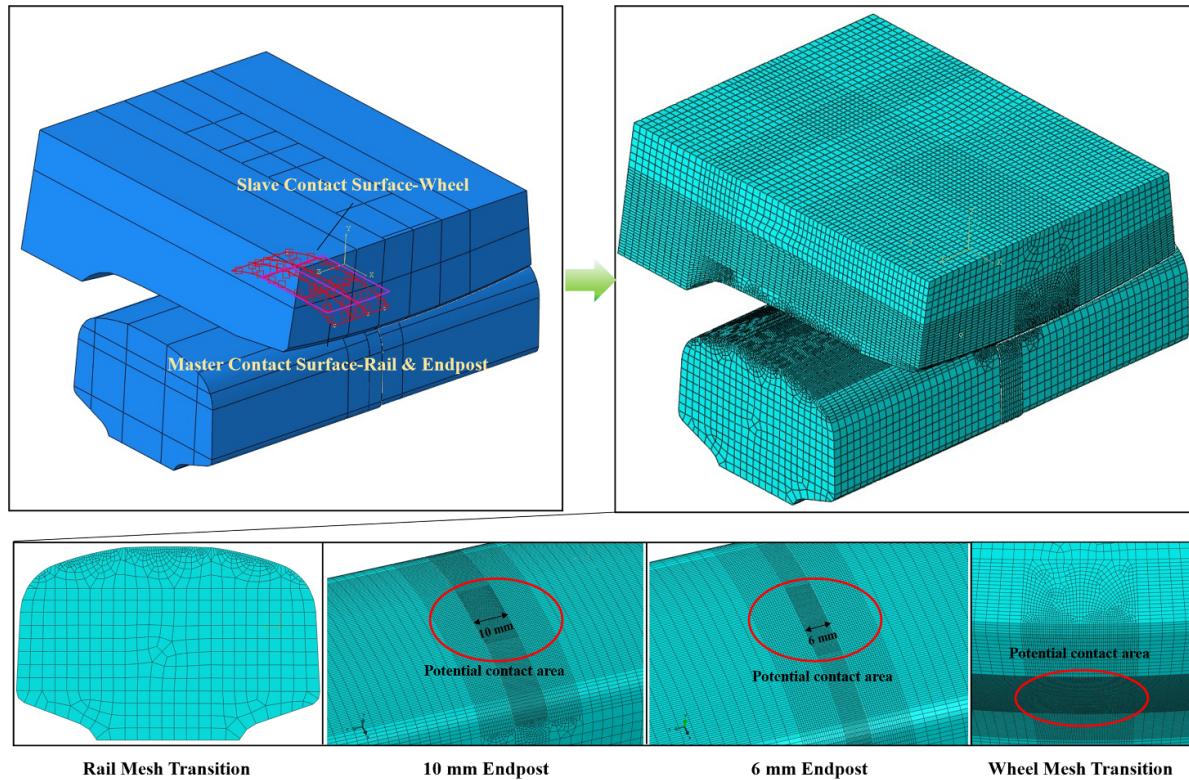 Slave Contact Surface-Wheel
Y
Z
X
Master Contact Surface-Rail & Endpost
10 mm
Potential contact area
6 mm
Potential contact area
Potential contact area
Rail Mesh Transition
10 mm Endpost
6 mm Endpost
Wheel Mesh Transition